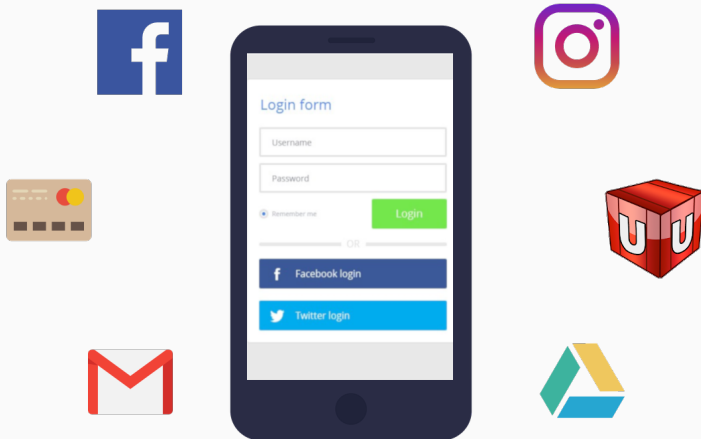 Login form
Username
Password
Remember me
Login
OR
f Facebook login
Twitter login
U U